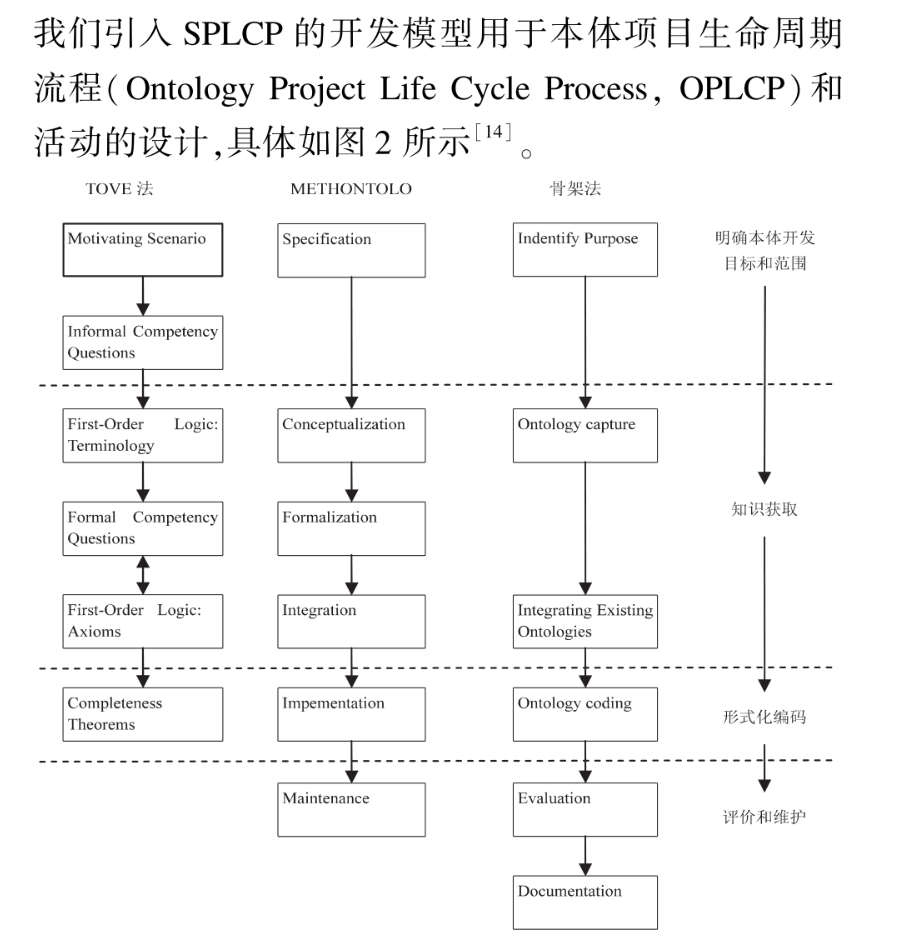 我们引入 SPLCP 的开发模型用于本体项目生命周期
流程(Ontology Project Life Cycle Process, OPLCP)和
活动的设计,具体如图 2 所示[14]。
TOVE 法
METHONTOLO
骨架法
Motivating Scenario
Specification
Indentify Purpose
明确本体开发
目标和范围
Informal Competency
Questions
First-Order Logic:
Terminology
Conceptualization
Ontology capture
Formal Competency
Questions
Formalization
知识获取
First-Order Logic:
Axioms
Integration
Integrating Existing
Ontologies
Completeness
Theorems
Impementation
Ontology coding
形式化编码
Maintenance
Evaluation
评价和维护
Documentation